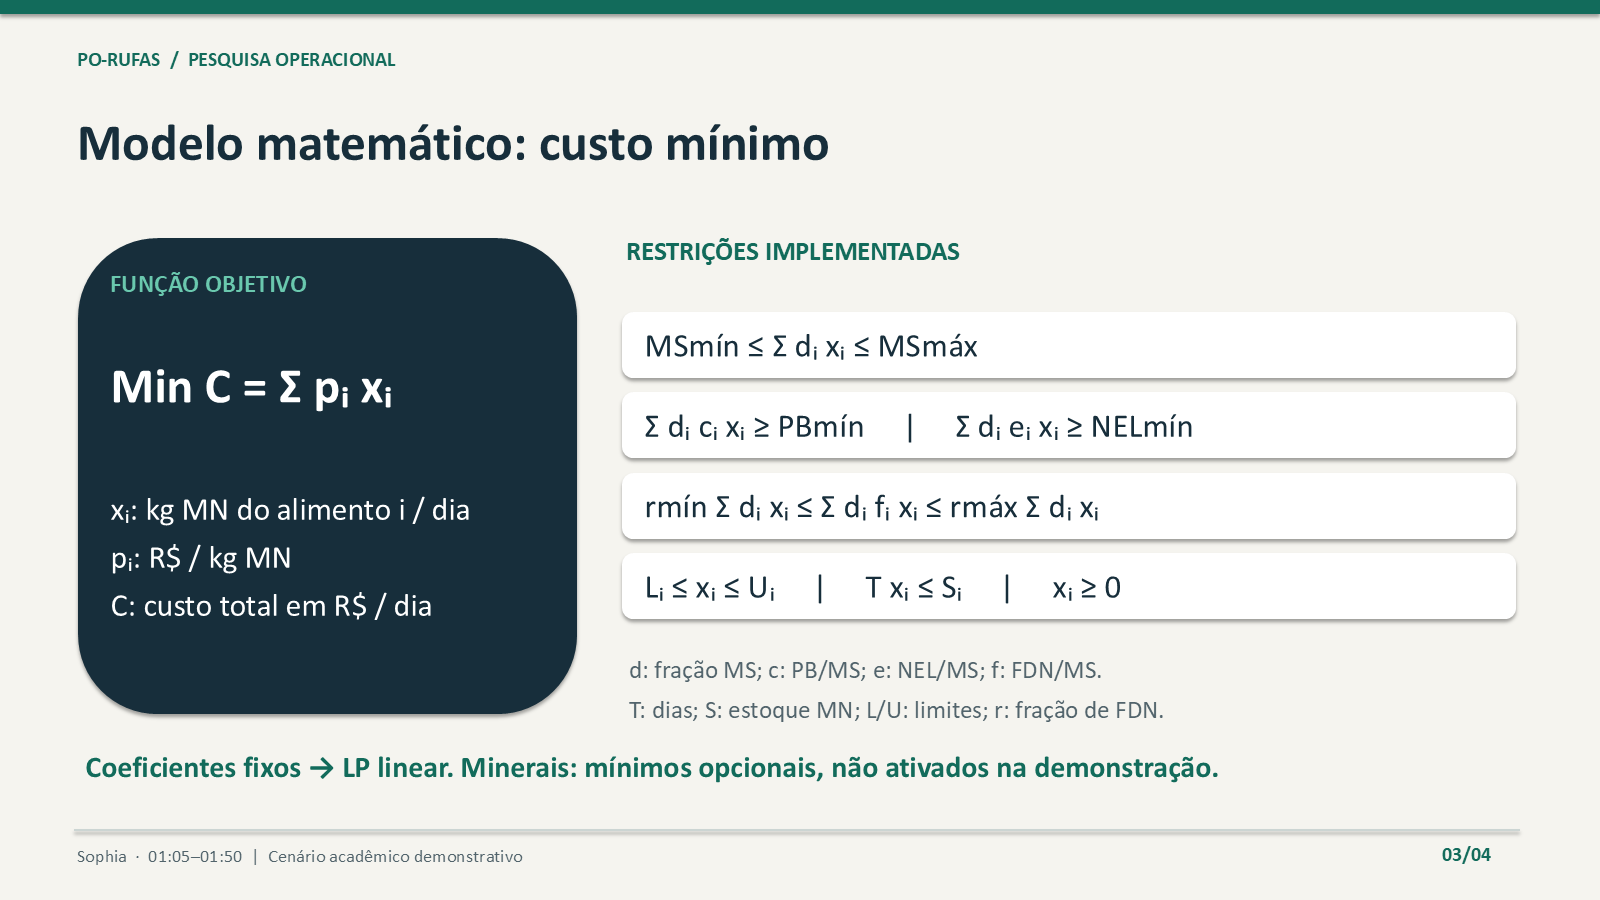 PO-RUFAS / PESQUISA OPERACIONAL
Modelo matemático: custo mínimo
FUNÇÃO OBJETIVO
Min C = Σ pᵢ xᵢ
xᵢ: kg MN do alimento i / dia
pᵢ: R$ / kg MN
C: custo total em R$ / dia
RESTRIÇÕES IMPLEMENTADAS
MSmín ≤ Σ dᵢ xᵢ ≤ MSmáx
Σ dᵢ cᵢ xᵢ ≥ PBmín | Σ dᵢ eᵢ xᵢ ≥ NELmín
rmín Σ dᵢ xᵢ ≤ Σ dᵢ fᵢ xᵢ ≤ rmáx Σ dᵢ xᵢ
Lᵢ ≤ xᵢ ≤ Uᵢ | T xᵢ ≤ Sᵢ | xᵢ ≥ 0
d: fração MS; c: PB/MS; e: NEL/MS; f: FDN/MS.
T: dias; S: estoque MN; L/U: limites; r: fração de FDN.
Coeficientes fixos → LP linear. Minerais: mínimos opcionais, não ativados na demonstração.
Sophia · 01:05–01:50 | Cenário acadêmico demonstrativo
03/04